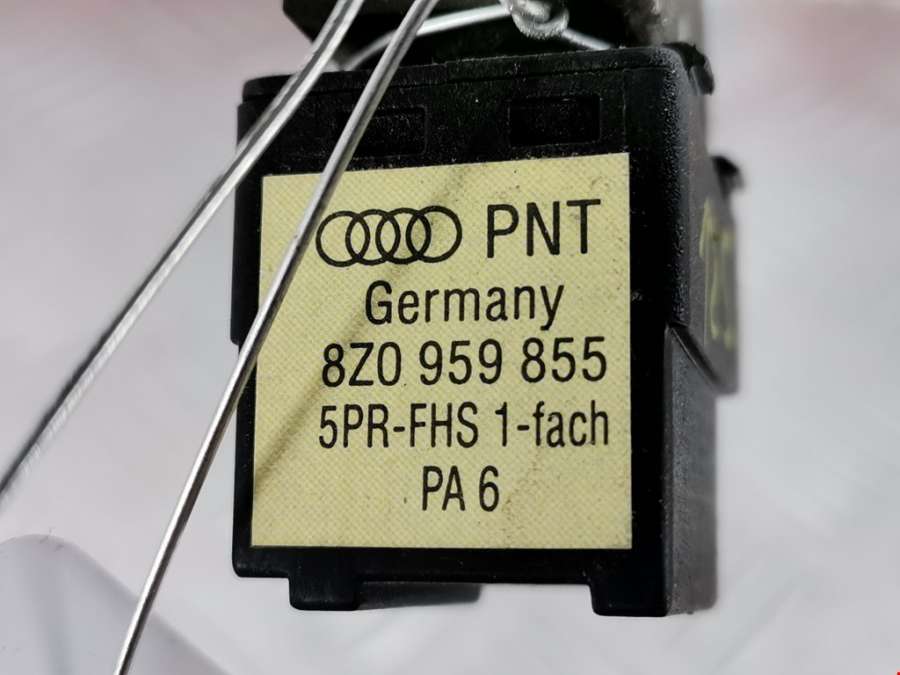 PNT
Germany
8Z0 959 855
5PR-FHS 1-fach
PA 6